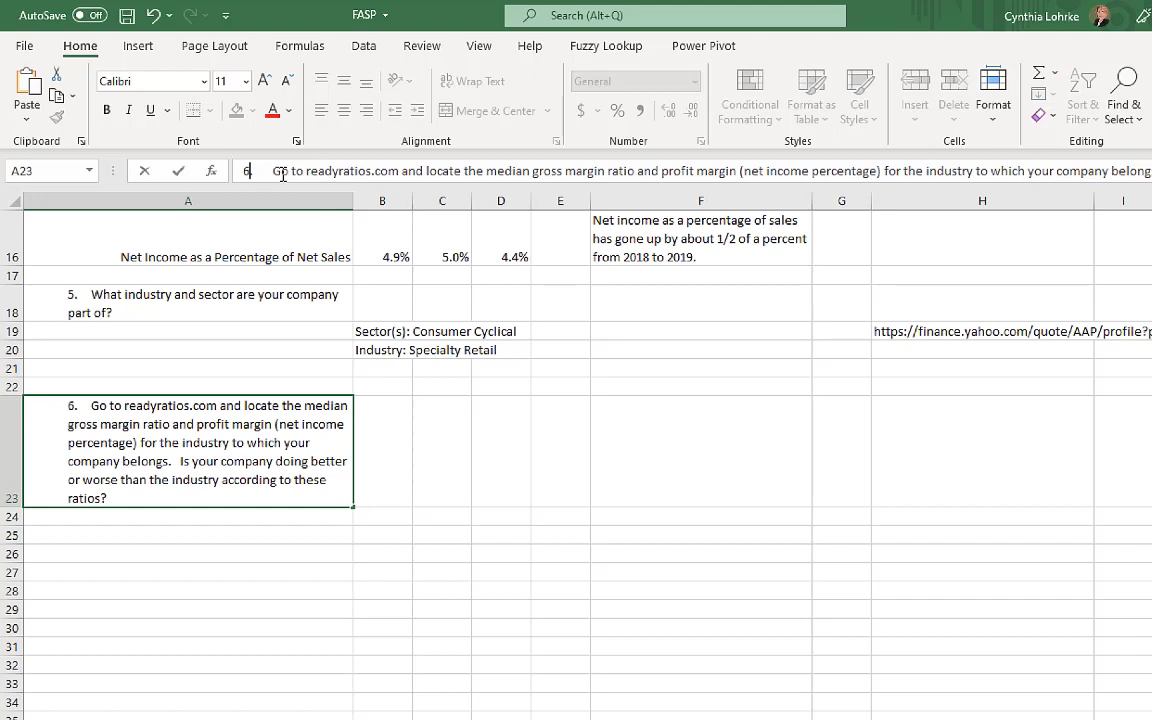 AutoSave Off FASP Search (Alt+Q) Cynthia Lohrke
File Home Insert Page Layout Formulas Data Review View Help Fuzzy Lookup Power Pivot
Calibri 11 Wrap Text General
Paste B I U A Merge & Center $ % Conditional Formatting Format as Table Cell Styles Insert Delete Format Sort & Filter Find & Select
Clipboard Font Alignment Number Styles Cells Editing
A23 fx 6. Go to readyratios.com and locate the median gross margin ratio and profit margin (net income percentage) for the industry to which your company belong
A B C D E F G H I
Net income as a percentage of sales
has gone up by about 1/2 of a percent
16 Net Income as a Percentage of Net Sales 4.9% 5.0% 4.4% from 2018 to 2019.
17
5. What industry and sector are your company
18 part of?
19 Sector(s): Consumer Cyclical https://finance.yahoo.com/quote/AAP/profile?p
20 Industry: Specialty Retail
21
22
6. Go to readyratios.com and locate the median
gross margin ratio and profit margin (net income
percentage) for the industry to which your
company belongs. Is your company doing better
or worse than the industry according to these
23 ratios?
24
25
26
27
28
29
30
31
32
33
34